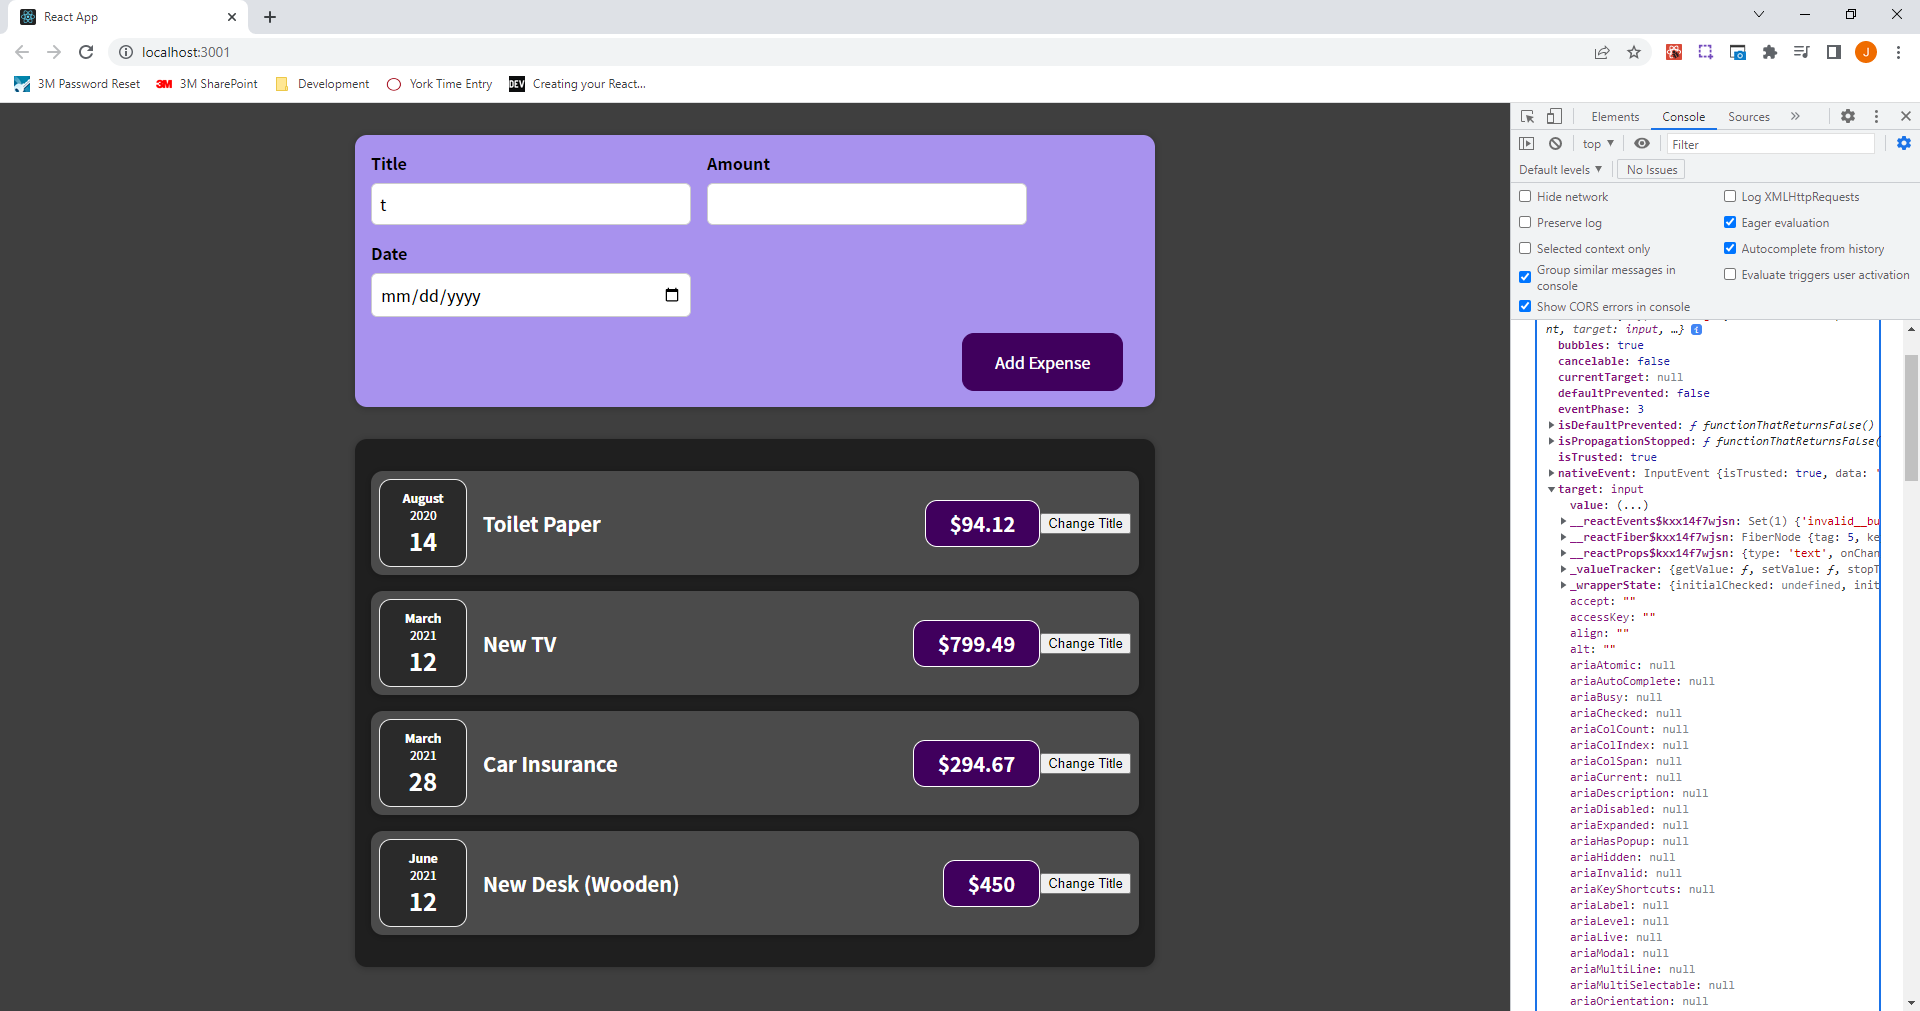 React App
localhost:3001
3M Password Reset
3M 3M SharePoint
Development
York Time Entry
DEV Creating your React...
J
Title
Amount
t
Date
mm/dd/yyyy
Add Expense
August
2020
14
Toilet Paper
$94.12
Change Title
March
2021
12
New TV
$799.49
Change Title
March
2021
28
Car Insurance
$294.67
Change Title
June
2021
12
New Desk (Wooden)
$450
Change Title
Elements
Console
Sources
top
Filter
Default levels
No Issues
Hide network
Log XMLHttpRequests
Preserve log
Eager evaluation
Selected context only
Autocomplete from history
Group similar messages in
console
Evaluate triggers user activation
Show CORS errors in console
nt, target: input, …}
bubbles: true
cancelable: false
currentTarget: null
defaultPrevented: false
eventPhase: 3
isDefaultPrevented: ƒ functionThatReturnsFalse()
isPropagationStopped: ƒ functionThatReturnsFalse(
isTrusted: true
nativeEvent: InputEvent {isTrusted: true, data: '
target: input
value: (...)
__reactEvents$kxx14f7wjsn: Set(1) {'invalid__bu
__reactFiber$kxx14f7wjsn: FiberNode {tag: 5, ke
__reactProps$kxx14f7wjsn: {type: 'text', onChan
_valueTracker: {getValue: ƒ, setValue: ƒ, stopT
_wrapperState: {initialChecked: undefined, init
accept: ""
accessKey: ""
align: ""
alt: ""
ariaAtomic: null
ariaAutoComplete: null
ariaBusy: null
ariaChecked: null
ariaColCount: null
ariaColIndex: null
ariaColSpan: null
ariaCurrent: null
ariaDescription: null
ariaDisabled: null
ariaExpanded: null
ariaHasPopup: null
ariaHidden: null
ariaInvalid: null
ariaKeyShortcuts: null
ariaLabel: null
ariaLevel: null
ariaLive: null
ariaModal: null
ariaMultiLine: null
ariaMultiSelectable: null
ariaOrientation: null